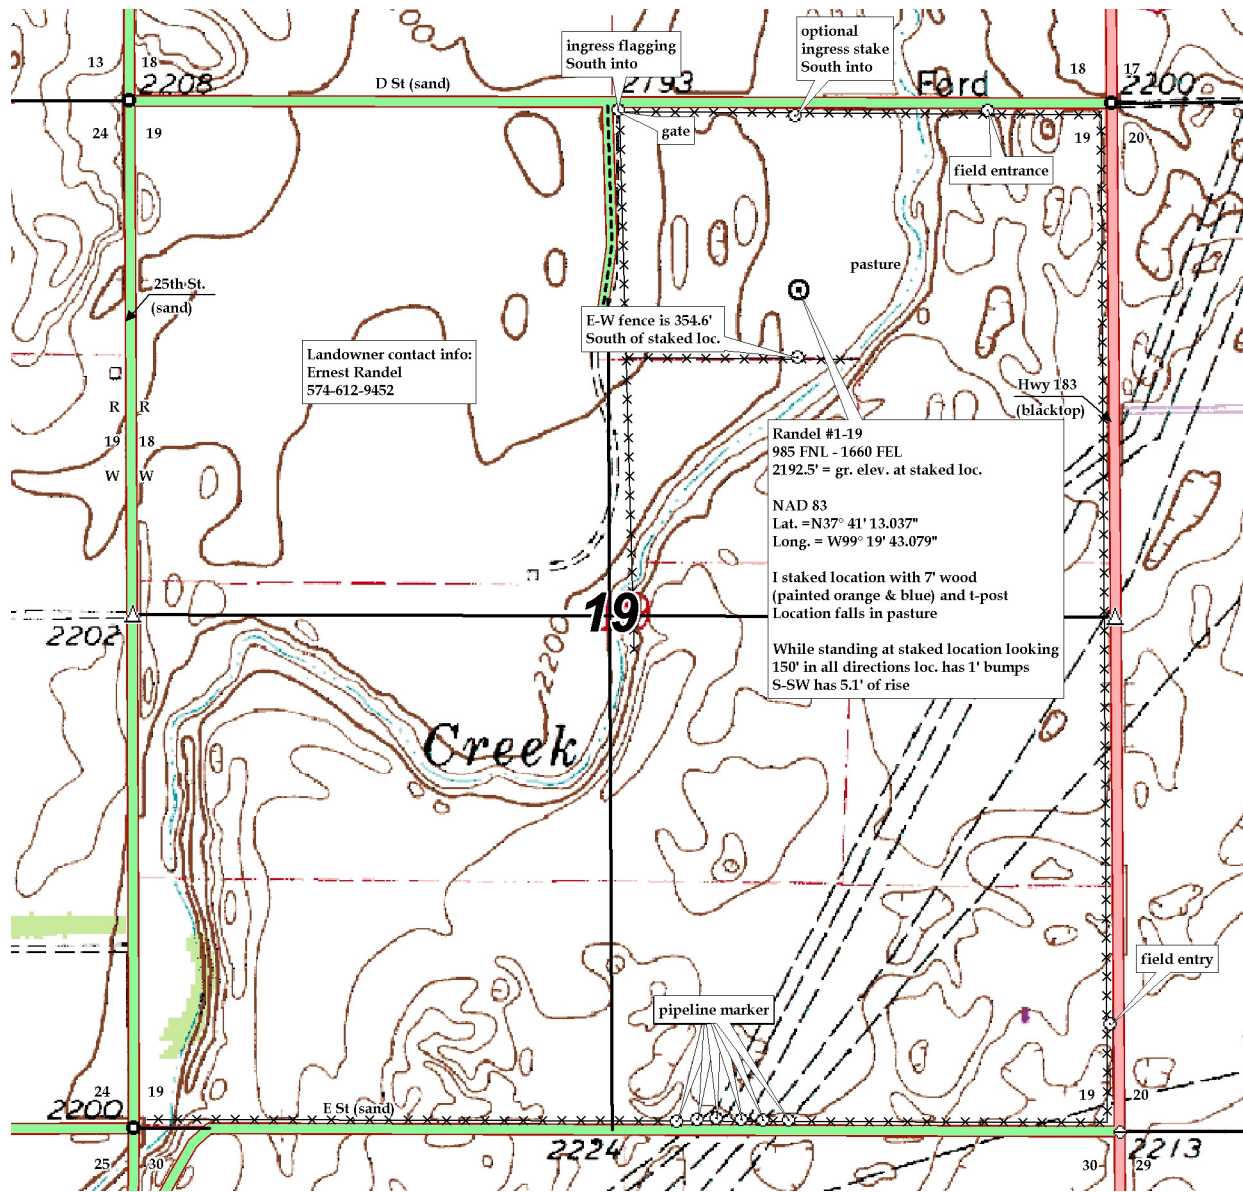 optional
ingress stake
South into
ingress flagging
South into
13
18
2208
D St (sand)
2193
Ford
18
17
2200
24
19
gate
19
20
field entrance
pasture
25th St.
(sand)
E-W fence is 354.6'
South of staked loc.
Landowner contact info:
Ernest Randel
574-612-9452
Hwy 183
(blacktop)
R R
19 18
W W
Randel #1-19
985 FNL - 1660 FEL
2192.5' = gr. elev. at staked loc.
NAD 83
Lat. =N37° 41' 13.037"
Long. = W99° 19' 43.079"
I staked location with 7' wood
(painted orange & blue) and t-post
Location falls in pasture
While standing at staked location looking
150' in all directions loc. has 1' bumps
S-SW has 5.1' of rise
19
2202
2200
Creek
field entry
pipeline marker
24
19
2200
E St (sand)
19
20
25
30
2224
30
29
2213